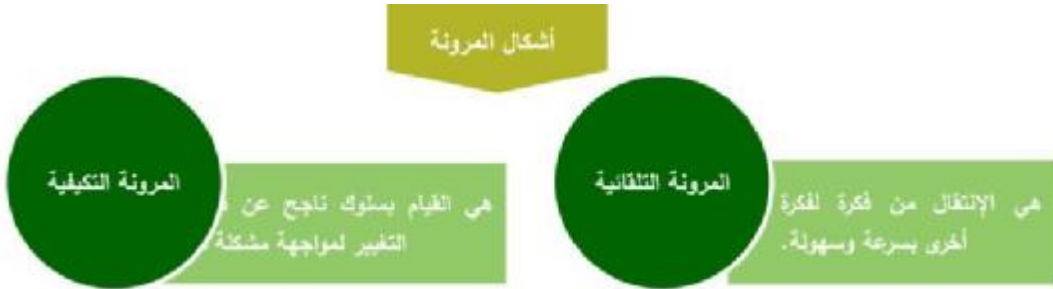 أشكال المرونة
المرونة التلقائية
هي الإنتقال من فكرة لفكرة
أخرى بسرعة وسهولة.
المرونة التكيفية
هي القيام بسلوك ناجح عن
التغيير لمواجهة مشكلة